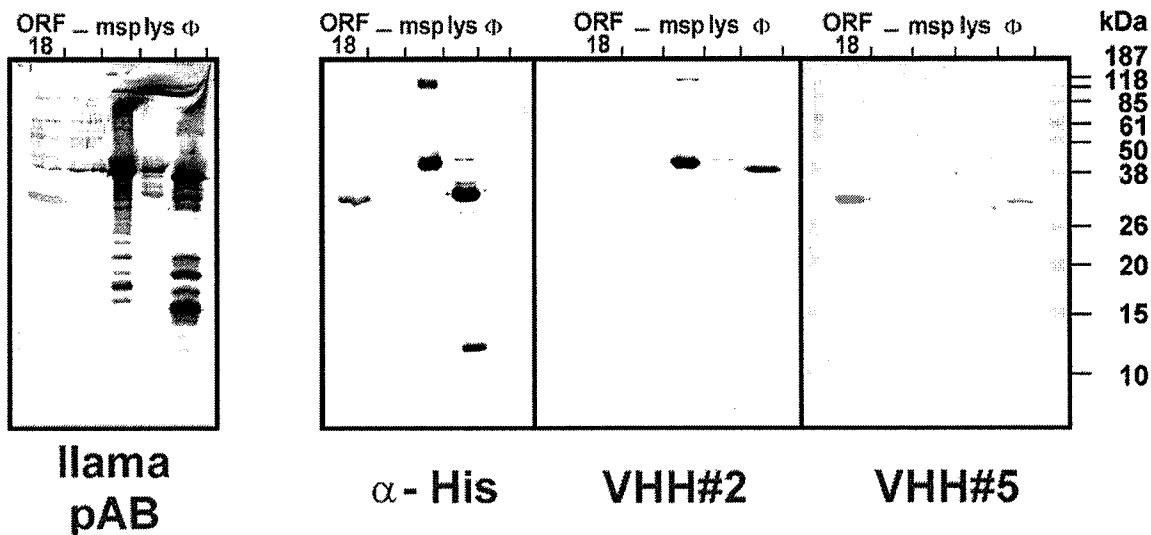 ORF – msp lys Φ
18
ORF – msp lys Φ
18
ORF – msp lys Φ
18
ORF – msp lys Φ
18
kDa
187
118
85
61
50
38
26
20
15
10
llama
pAB
α - His
VHH#2
VHH#5